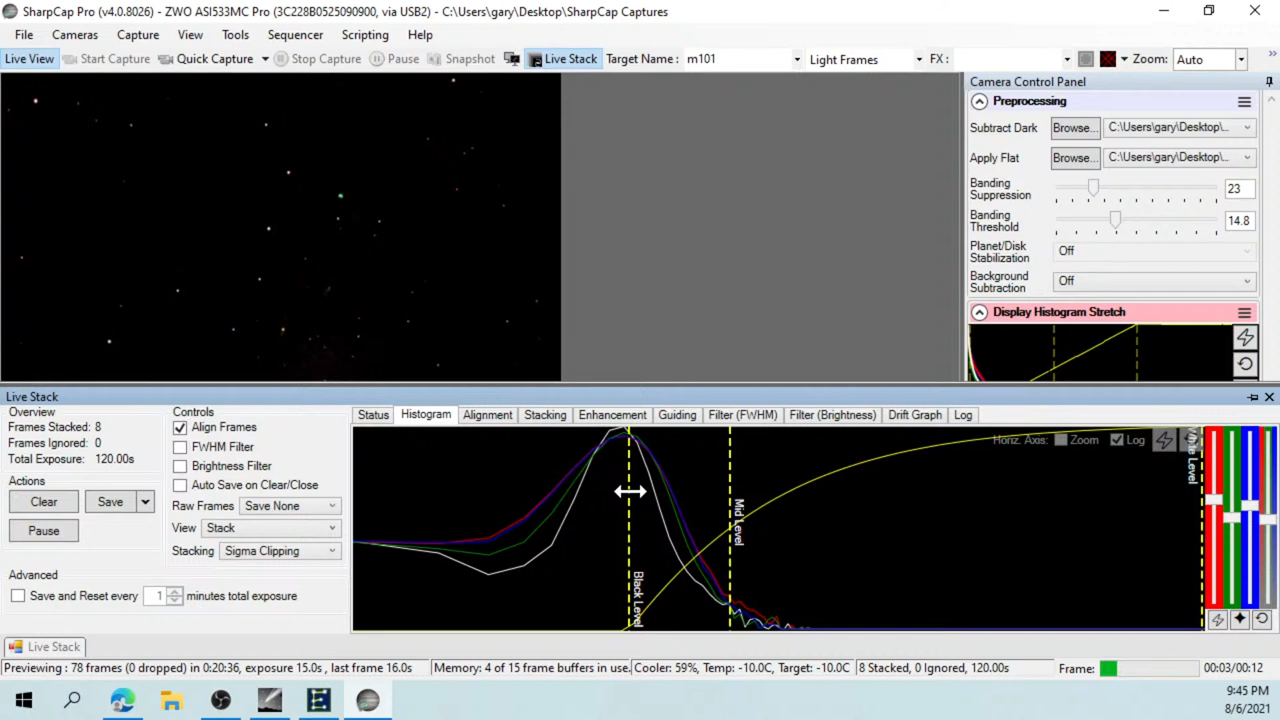 SharpCap Pro (v4.0.8026) - ZWO ASI533MC Pro (3C228B0525090900, via USB2) - C:\Users\gary\Desktop\SharpCap Captures
File Cameras Capture View Tools Sequencer Scripting Help
Live View Start Capture Quick Capture Stop Capture Pause Snapshot Live Stack Target Name : m101 Light Frames FX : Zoom: Auto
Camera Control Panel
Preprocessing
Subtract Dark Browse... C:\Users\gary\Desktop\...
Apply Flat Browse... C:\Users\gary\Desktop\...
Banding Suppression 23
Banding Threshold 14.8
Planet/Disk Stabilization Off
Background Subtraction Off
Display Histogram Stretch
Live Stack
Overview
Frames Stacked: 8
Frames Ignored: 0
Total Exposure: 120.00s
Actions
Clear Save
Pause
Controls
Align Frames
FWHM Filter
Brightness Filter
Auto Save on Clear/Close
Raw Frames Save None
View Stack
Stacking Sigma Clipping
Advanced
Save and Reset every 1 minutes total exposure
Status Histogram Alignment Stacking Enhancement Guiding Filter (FWHM) Filter (Brightness) Drift Graph Log
Horiz. Axis: Zoom Log
Black Level
Mid Level
White Level
Live Stack
Previewing : 78 frames (0 dropped) in 0:20:36, exposure 15.0s , last frame 16.0s Memory: 4 of 15 frame buffers in use. Cooler: 59%, Temp: -10.0C, Target: -10.0C 8 Stacked, 0 Ignored, 120.00s Frame: 00:03/00:12
9:45 PM
8/6/2021